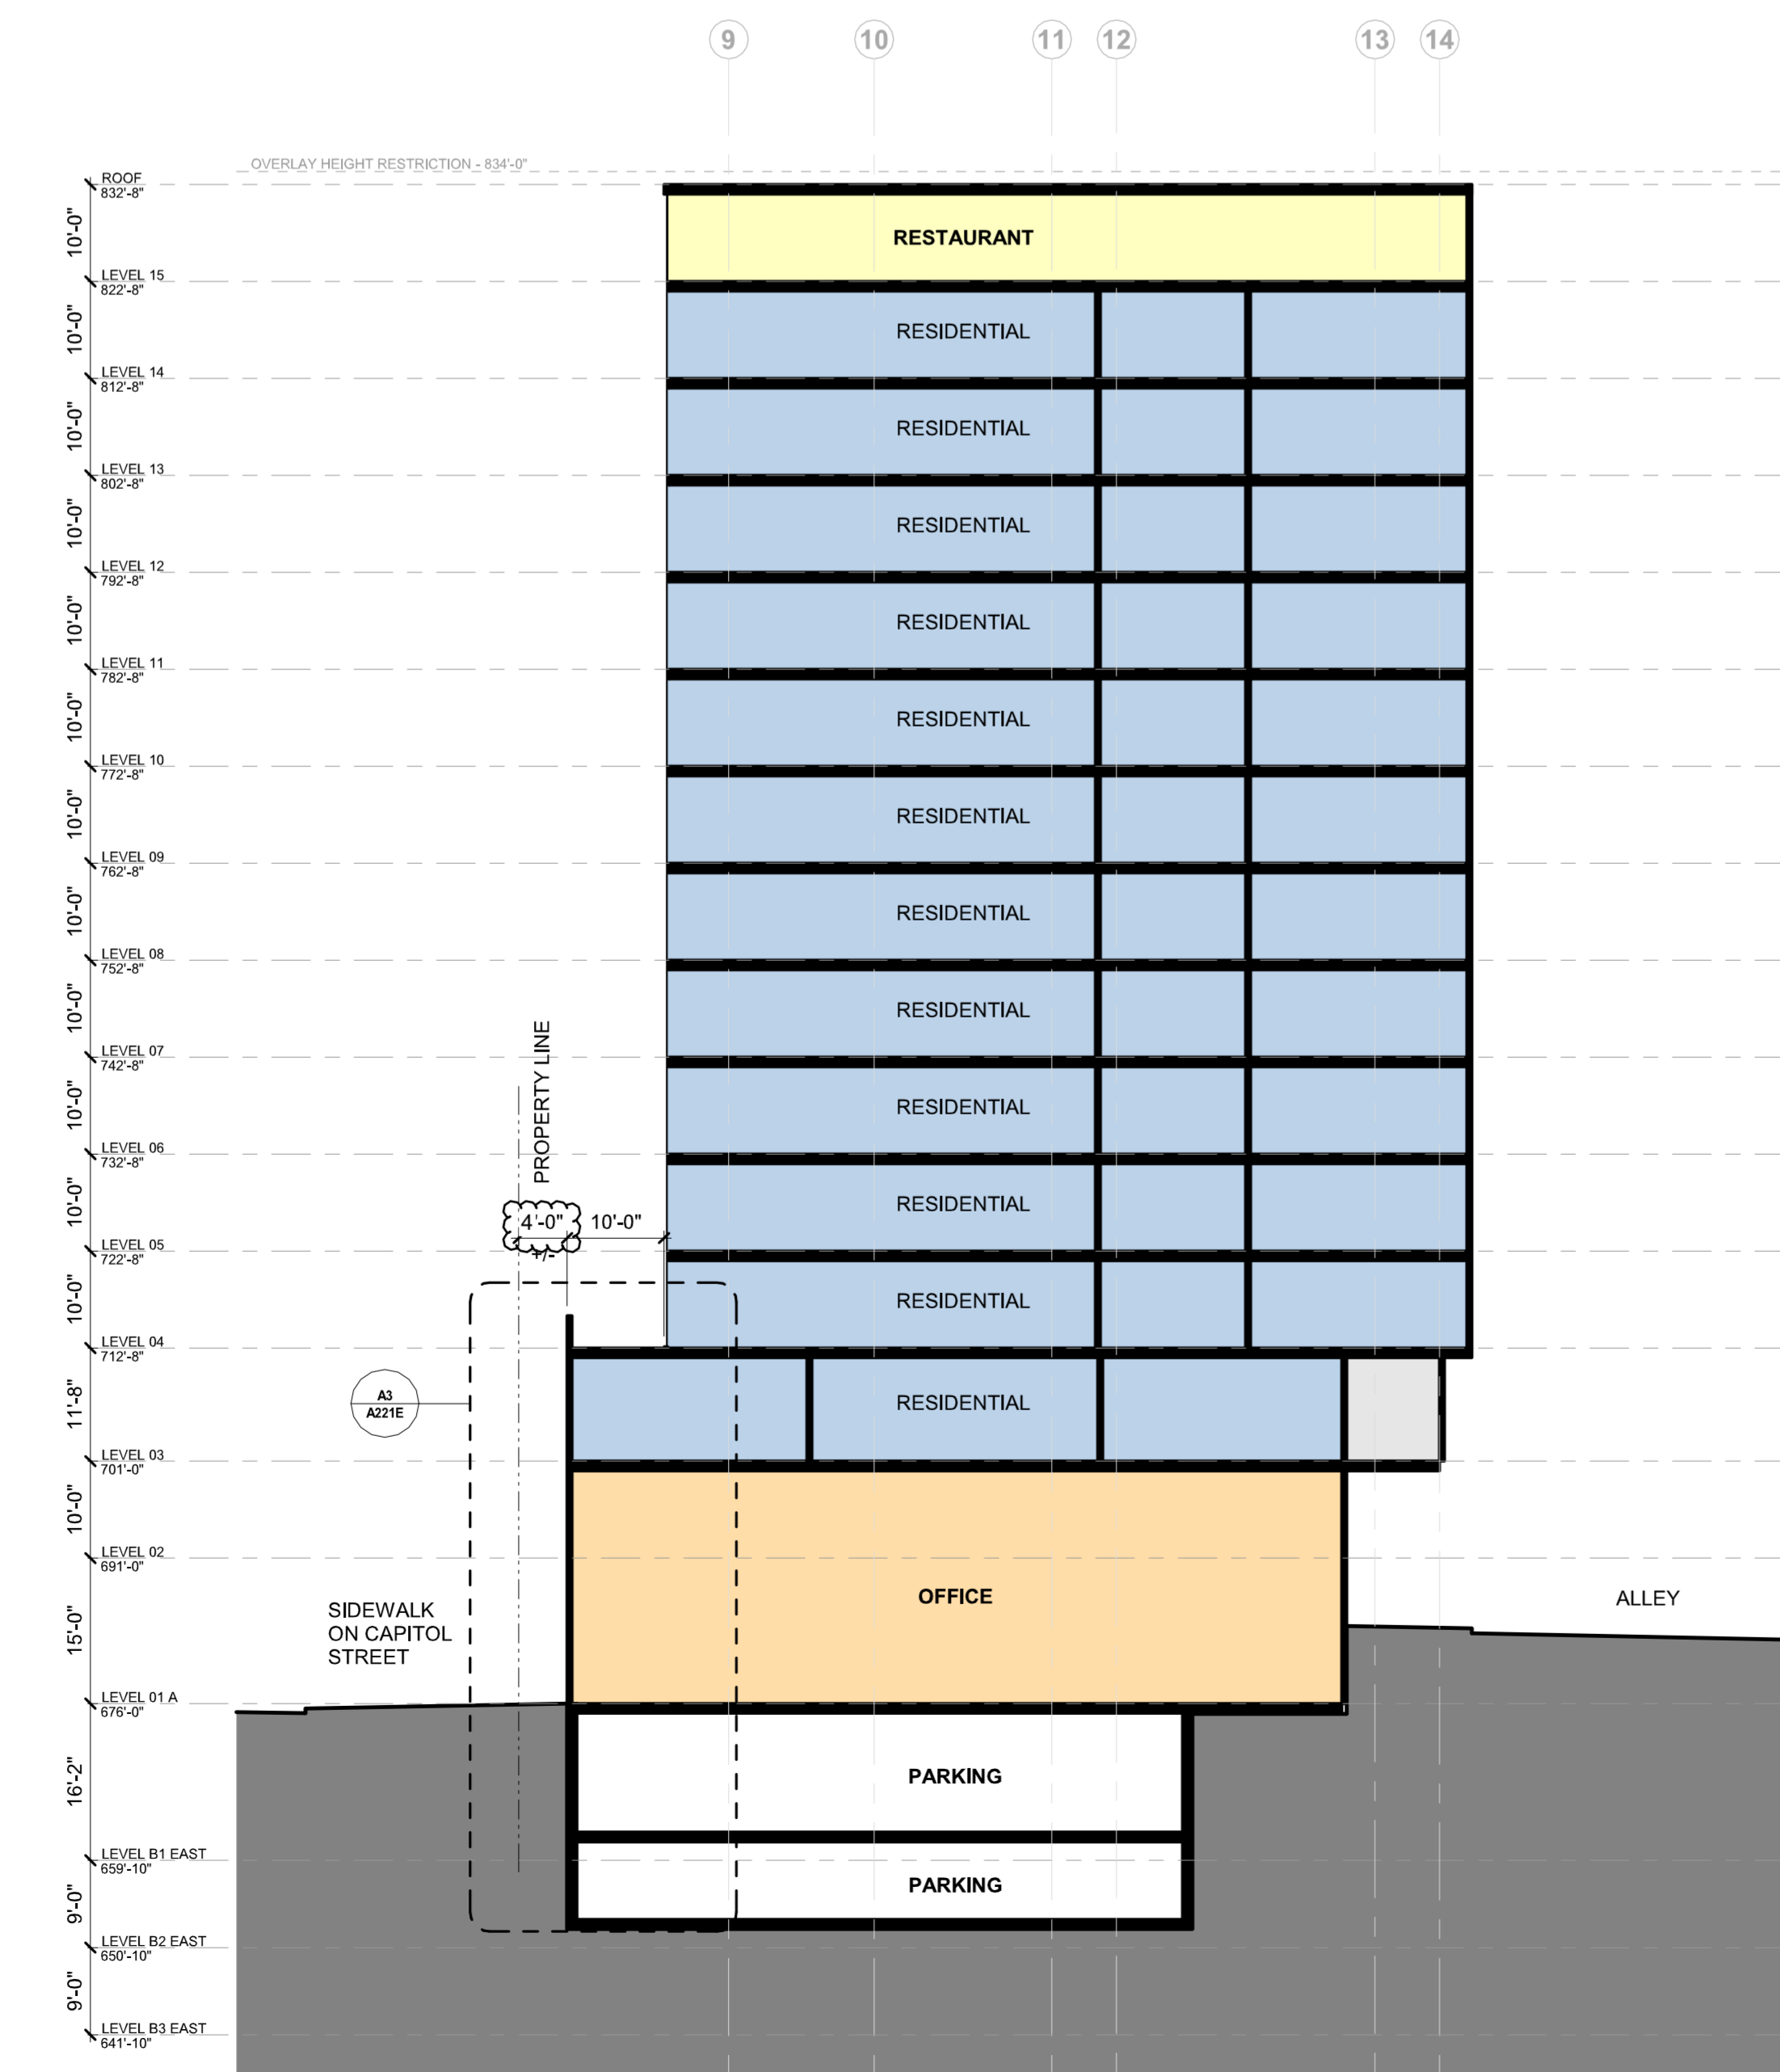 9 10 11 12 13 14
OVERLAY HEIGHT RESTRICTION - 834'-0"
ROOF
832'-8"
10'-0"
RESTAURANT
LEVEL 15
822'-8"
10'-0"
RESIDENTIAL
LEVEL 14
812'-8"
10'-0"
RESIDENTIAL
LEVEL 13
802'-8"
10'-0"
RESIDENTIAL
LEVEL 12
792'-8"
10'-0"
RESIDENTIAL
LEVEL 11
782'-8"
10'-0"
RESIDENTIAL
LEVEL 10
772'-8"
10'-0"
RESIDENTIAL
LEVEL 09
762'-8"
10'-0"
RESIDENTIAL
LEVEL 08
752'-8"
10'-0"
RESIDENTIAL
LEVEL 07
742'-8"
10'-0"
RESIDENTIAL
PROPERTY LINE
LEVEL 06
732'-8"
10'-0"
RESIDENTIAL
4'-0" 10'-0"
+/-
LEVEL 05
722'-8"
10'-0"
RESIDENTIAL
LEVEL 04
712'-8"
11'-8"
A3
A221E
RESIDENTIAL
LEVEL 03
701'-0"
10'-0"
LEVEL 02
691'-0"
15'-0"
OFFICE
ALLEY
SIDEWALK
ON CAPITOL
STREET
LEVEL 01 A
676'-0"
16'-2"
PARKING
LEVEL B1 EAST
659'-10"
9'-0"
PARKING
LEVEL B2 EAST
650'-10"
9'-0"
LEVEL B3 EAST
641'-10"